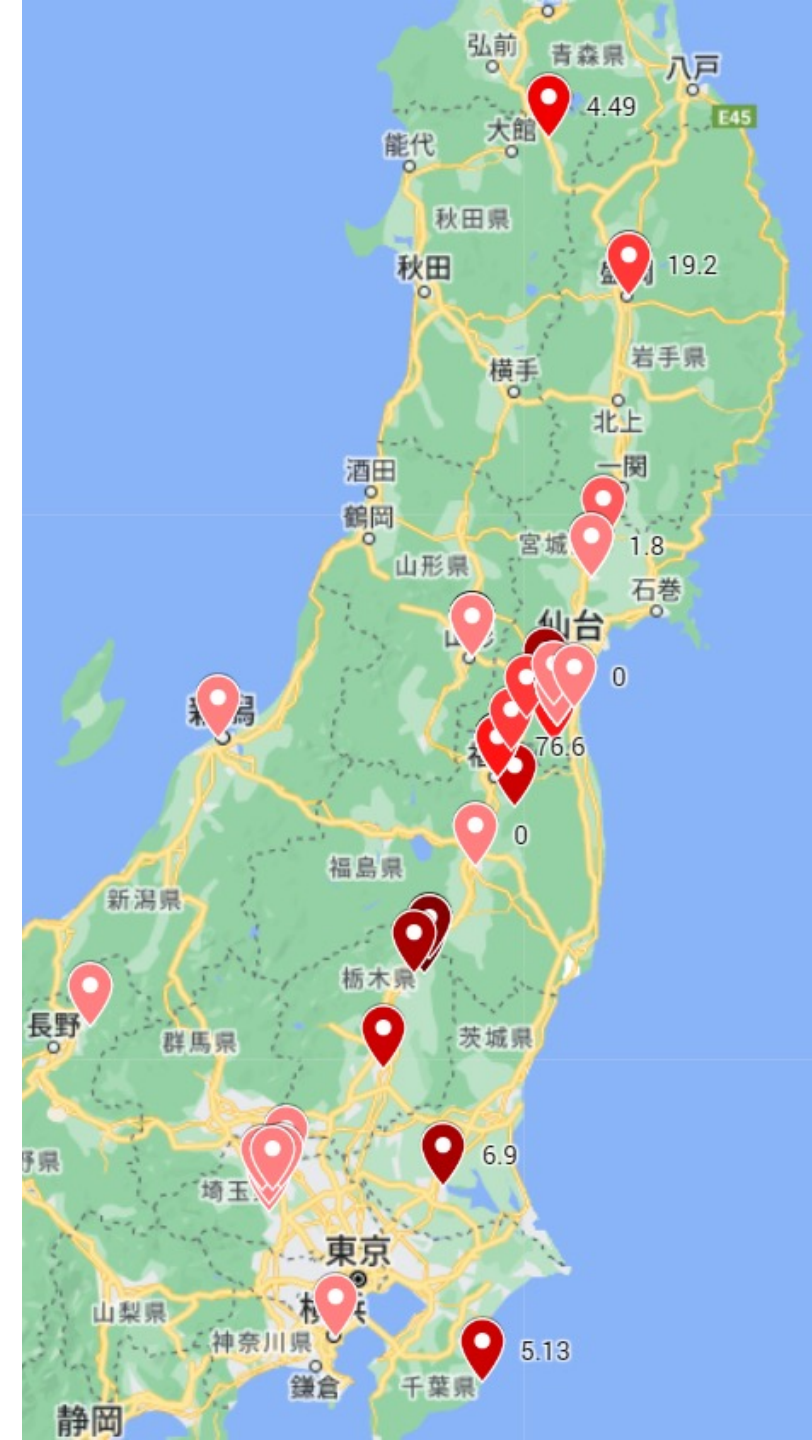 弘前
青森県
八戸
4.49
E45
大館
能代
秋田県
秋田
19.2
岩手県
横手
北上
一関
酒田
鶴岡
宮城
1.8
山形県
石巻
仙台
0
76.6
0
福島県
新潟県
栃木県
長野
群馬県
茨城県
野県
6.9
埼玉
東京
山梨県
神奈川県
5.13
鎌倉
千葉県
静岡